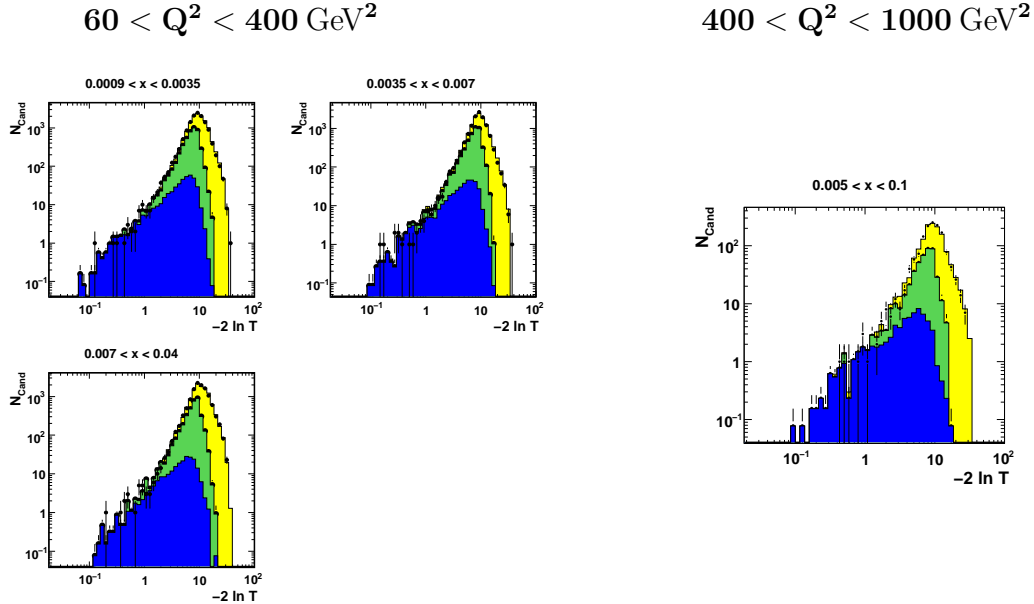 60 < Q² < 400 GeV²
400 < Q² < 1000 GeV²
0.0009 < x < 0.0035
N_Cand
10³
10²
10
1
10⁻¹
10⁻¹ 1 10 10²
−2 ln T
0.0035 < x < 0.007
N_Cand
10³
10²
10
1
10⁻¹
10⁻¹ 1 10 10²
−2 ln T
0.007 < x < 0.04
N_Cand
10³
10²
10
1
10⁻¹
10⁻¹ 1 10 10²
−2 ln T
0.005 < x < 0.1
N_Cand
10²
10
1
10⁻¹
10⁻¹ 1 10 10²
−2 ln T